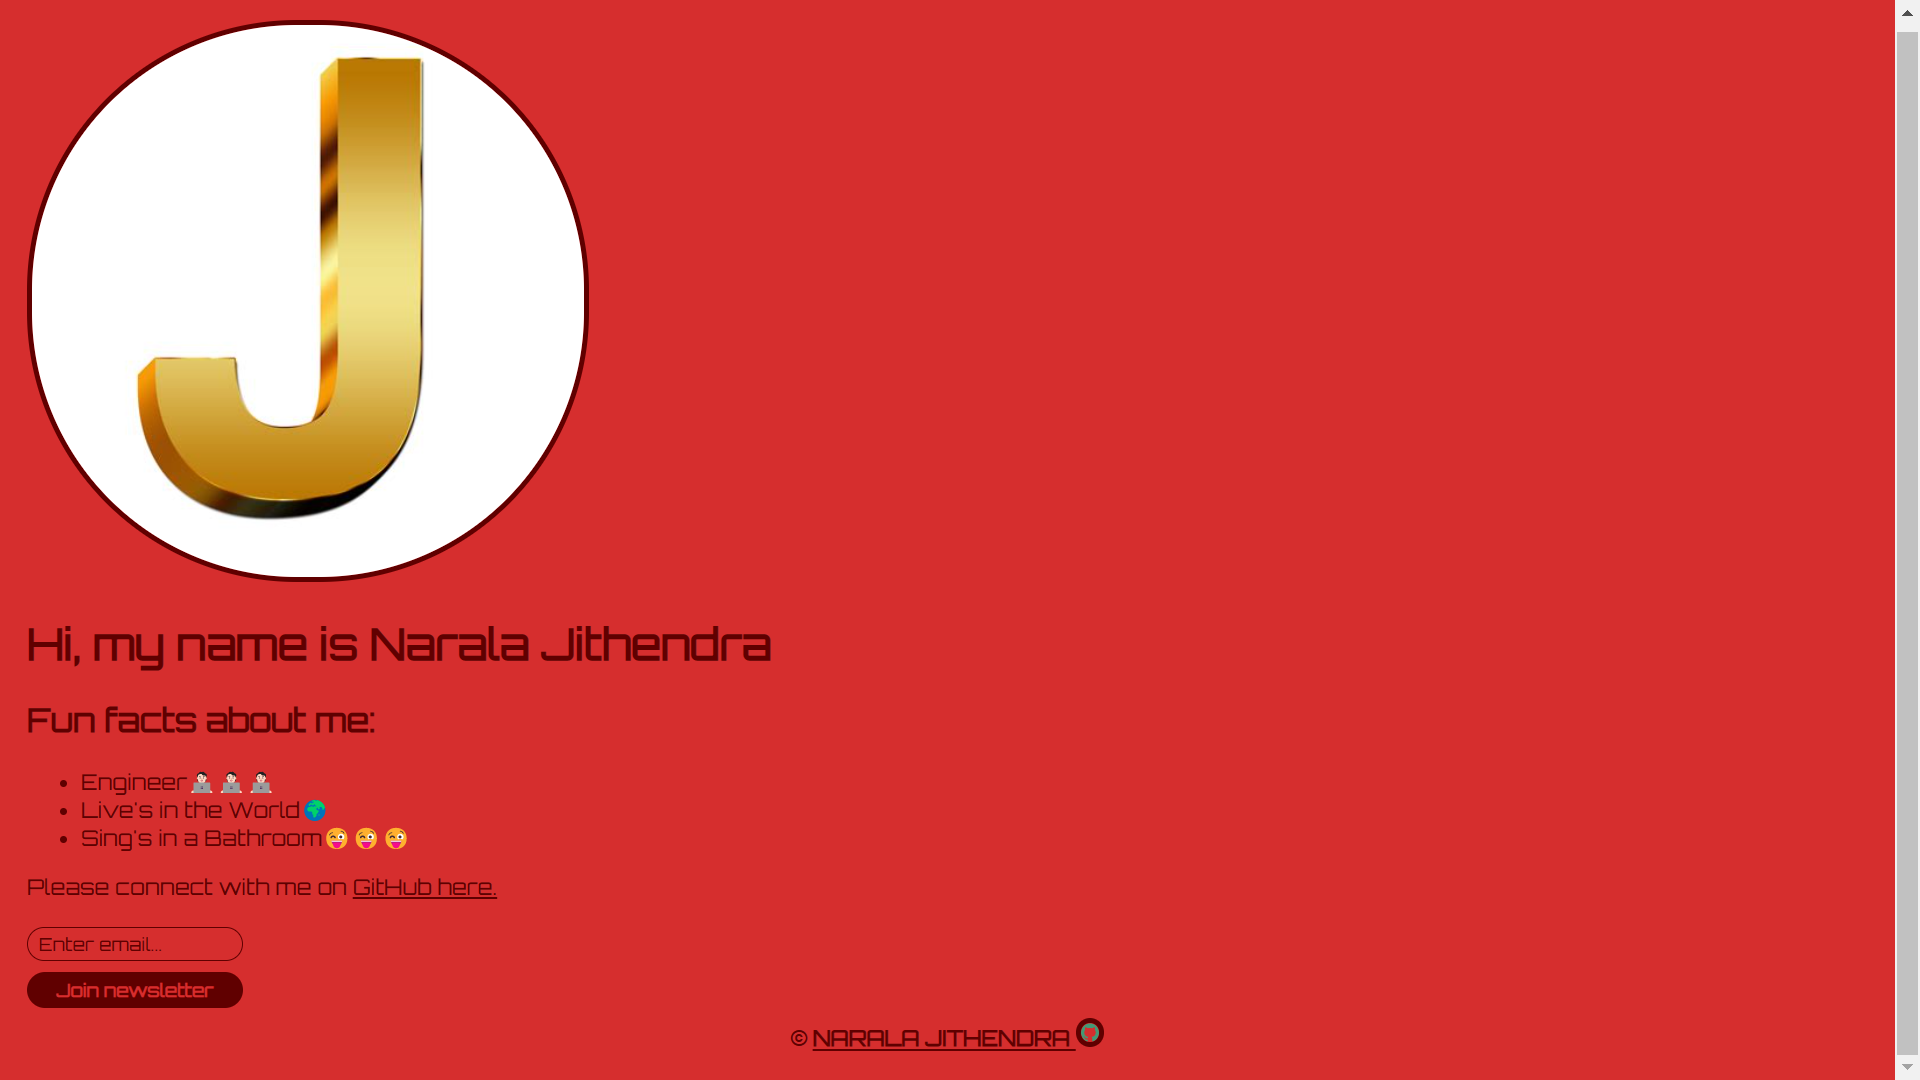 J
Hi, my name is Narala Jithendra
Fun facts about me:
Engineer👨🏻‍💻 👨🏻‍💻 👨🏻‍💻
Live's in the World 🌍
Sing's in a Bathroom😜 😜 😜
Please connect with me on GitHub here.
Enter email...
Join newsletter
© NARALA JITHENDRA